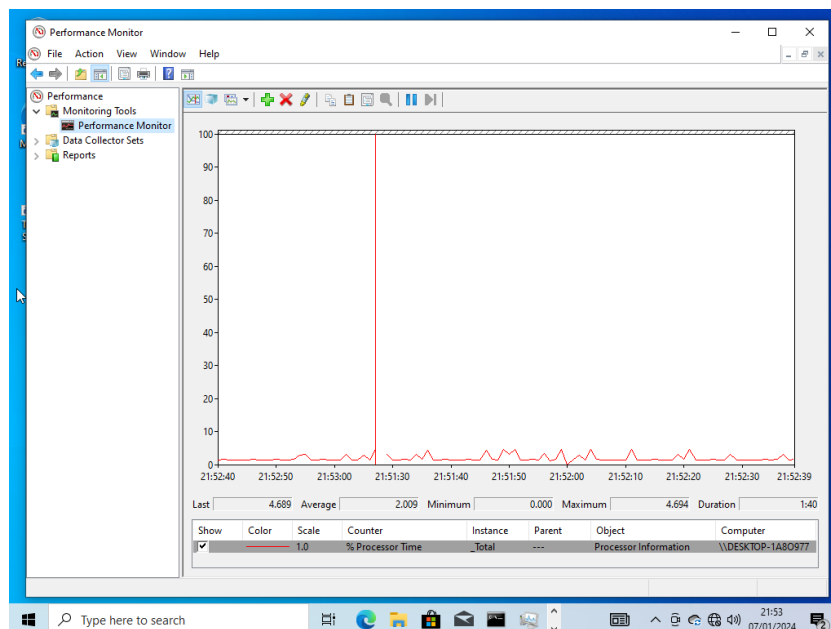 Performance Monitor
File Action View Window Help
Performance
Monitoring Tools
Performance Monitor
Data Collector Sets
Reports
100
90
80
70
60
50
40
30
20
10
0
21:52:40 21:52:50 21:53:00 21:51:30 21:51:40 21:51:50 21:52:00 21:52:10 21:52:20 21:52:30 21:52:39
Last 4.689 Average 2.009 Minimum 0.000 Maximum 4.694 Duration 1:40
Show Color Scale Counter Instance Parent Object Computer
1.0 % Processor Time _Total --- Processor Information \\DESKTOP-1A8O977
Type here to search
21:53
07/01/2024
2